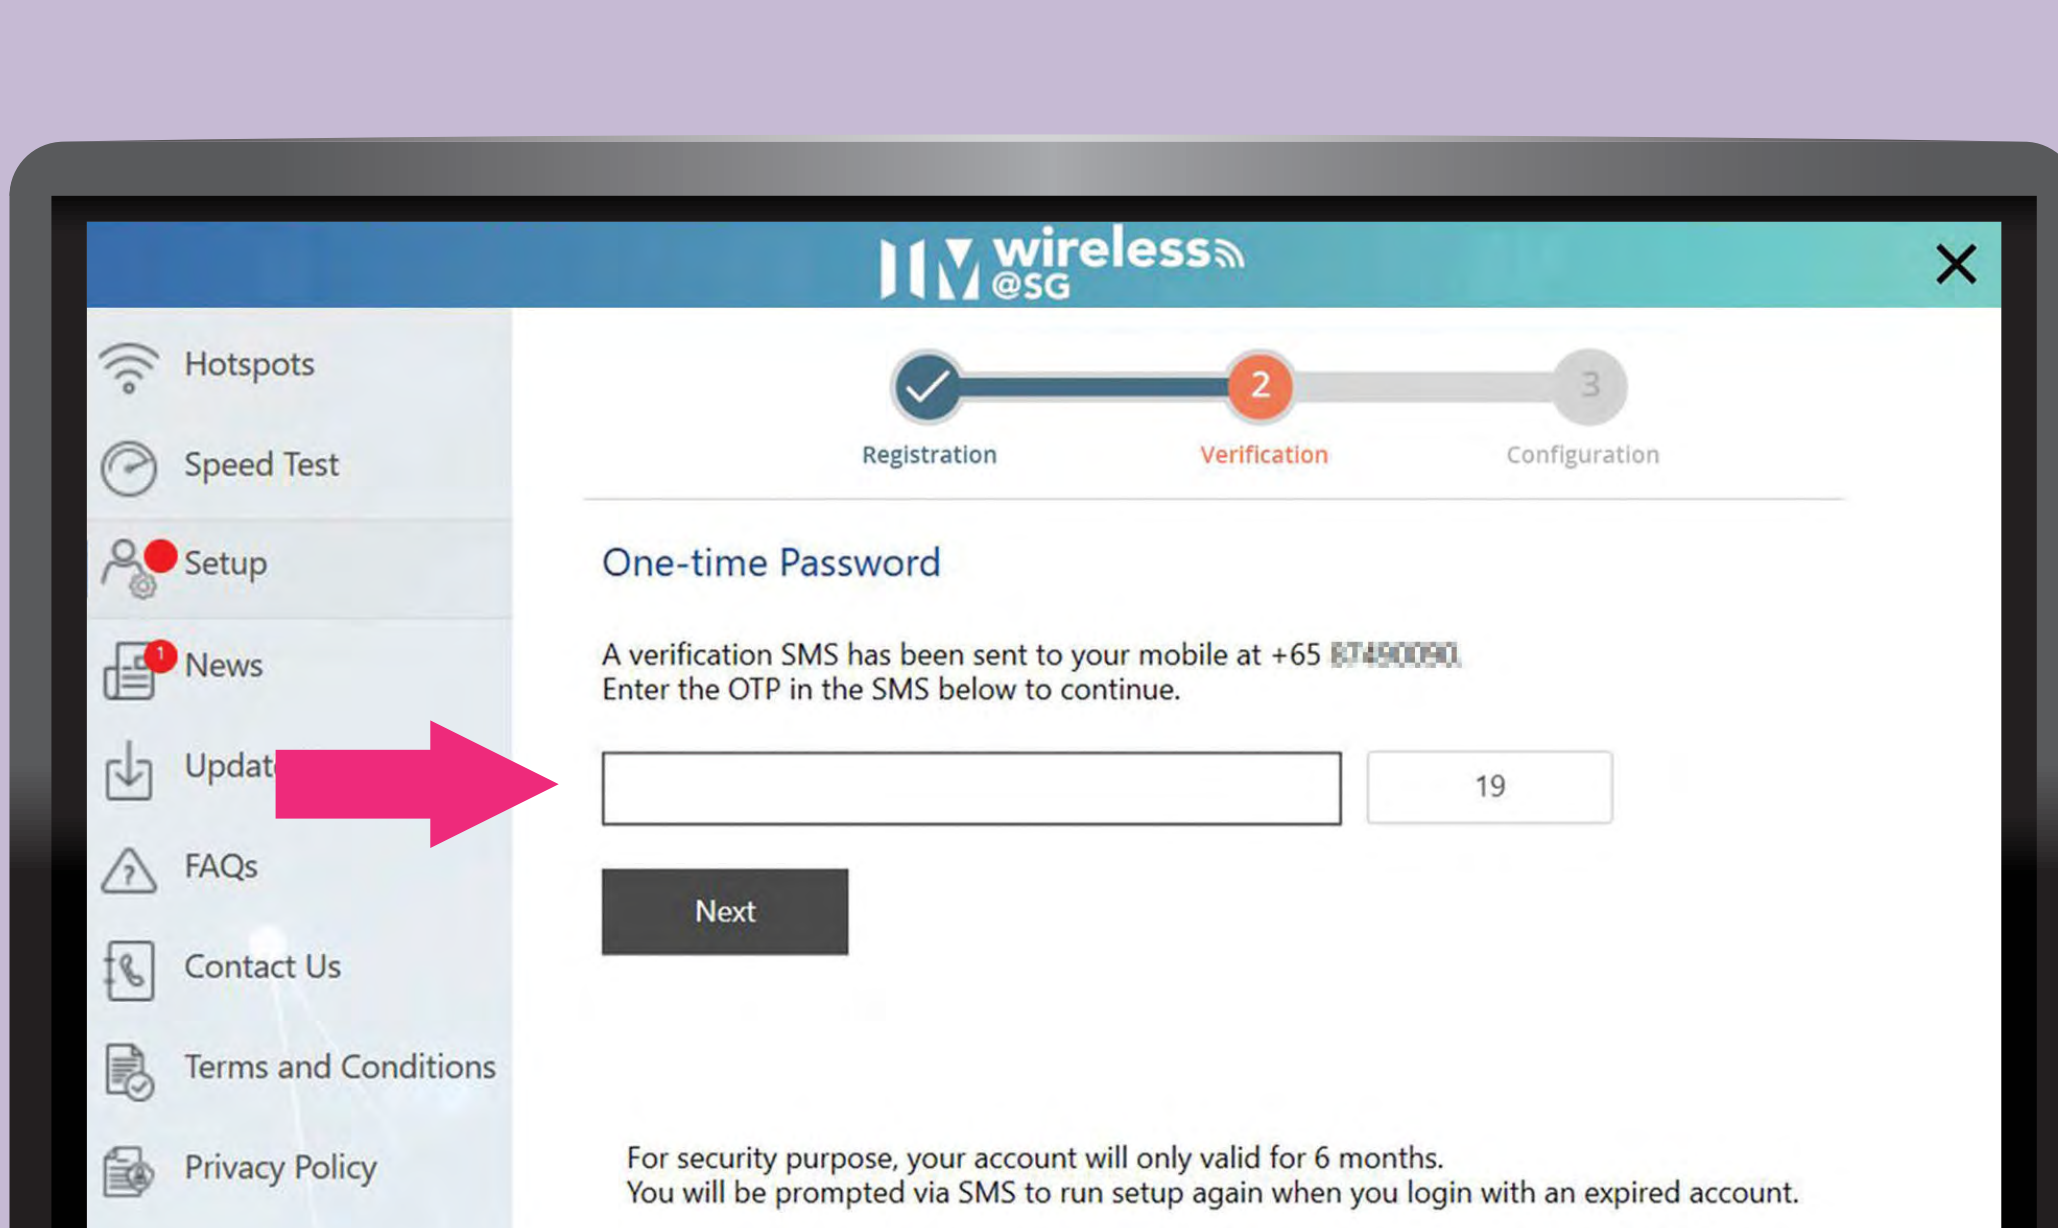 wireless
@SG
Hotspots
Speed Test
Setup
1
News
Updat
FAQs
Contact Us
Terms and Conditions
Privacy Policy
2
3
Registration
Verification
Configuration
One-time Password
A verification SMS has been sent to your mobile at +65
Enter the OTP in the SMS below to continue.
19
Next
For security purpose, your account will only valid for 6 months.
You will be prompted via SMS to run setup again when you login with an expired account.